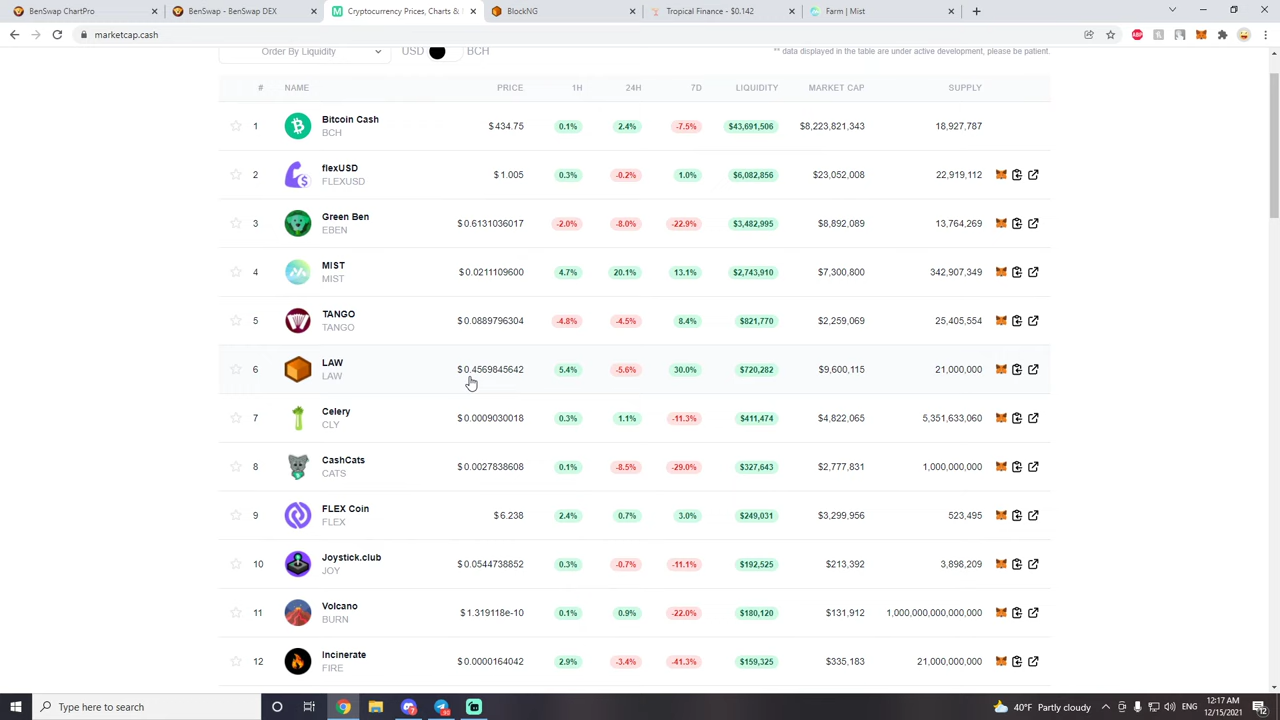 BenSwap ChartPro
BenSwap - BenSwap DEX
Cryptocurrency Prices, Charts &
BlockNG
Tropical Finance - $0.142
Farm | Mist
marketcap.cash
Order By Liquidity
USD BCH
** data displayed in the table are under active development, please be patient.
# NAME PRICE 1H 24H 7D LIQUIDITY MARKET CAP SUPPLY
1 Bitcoin Cash BCH $ 434.75 0.1% 2.4% -7.5% $43,691,506 $8,223,821,343 18,927,787
2 flexUSD FLEXUSD $ 1.005 0.3% -0.2% 1.0% $6,082,856 $23,052,008 22,919,112
3 Green Ben EBEN $ 0.6131036017 -2.0% -8.0% -22.9% $3,482,995 $8,892,089 13,764,269
4 MIST MIST $ 0.0211109600 4.7% 20.1% 13.1% $2,743,910 $7,300,800 342,907,349
5 TANGO TANGO $ 0.0889796304 -4.8% -4.5% 8.4% $821,770 $2,259,069 25,405,554
6 LAW LAW $ 0.4569845642 5.4% -5.6% 30.0% $720,282 $9,600,115 21,000,000
7 Celery CLY $ 0.0009030018 0.3% 1.1% -11.3% $411,474 $4,822,065 5,351,633,060
8 CashCats CATS $ 0.0027838608 0.1% -8.5% -29.0% $327,643 $2,777,831 1,000,000,000
9 FLEX Coin FLEX $ 6.238 2.4% 0.7% 3.0% $249,031 $3,299,956 523,495
10 Joystick.club JOY $ 0.0544738852 0.3% -0.7% -11.1% $192,525 $213,392 3,898,209
11 Volcano BURN $ 1.319118e-10 0.1% 0.9% -22.0% $180,120 $131,912 1,000,000,000,000,000
12 Incinerate FIRE $ 0.0000164042 2.9% -3.4% -41.3% $159,325 $335,183 21,000,000,000
Type here to search
40°F Partly cloudy
12:17 AM
12/15/2021